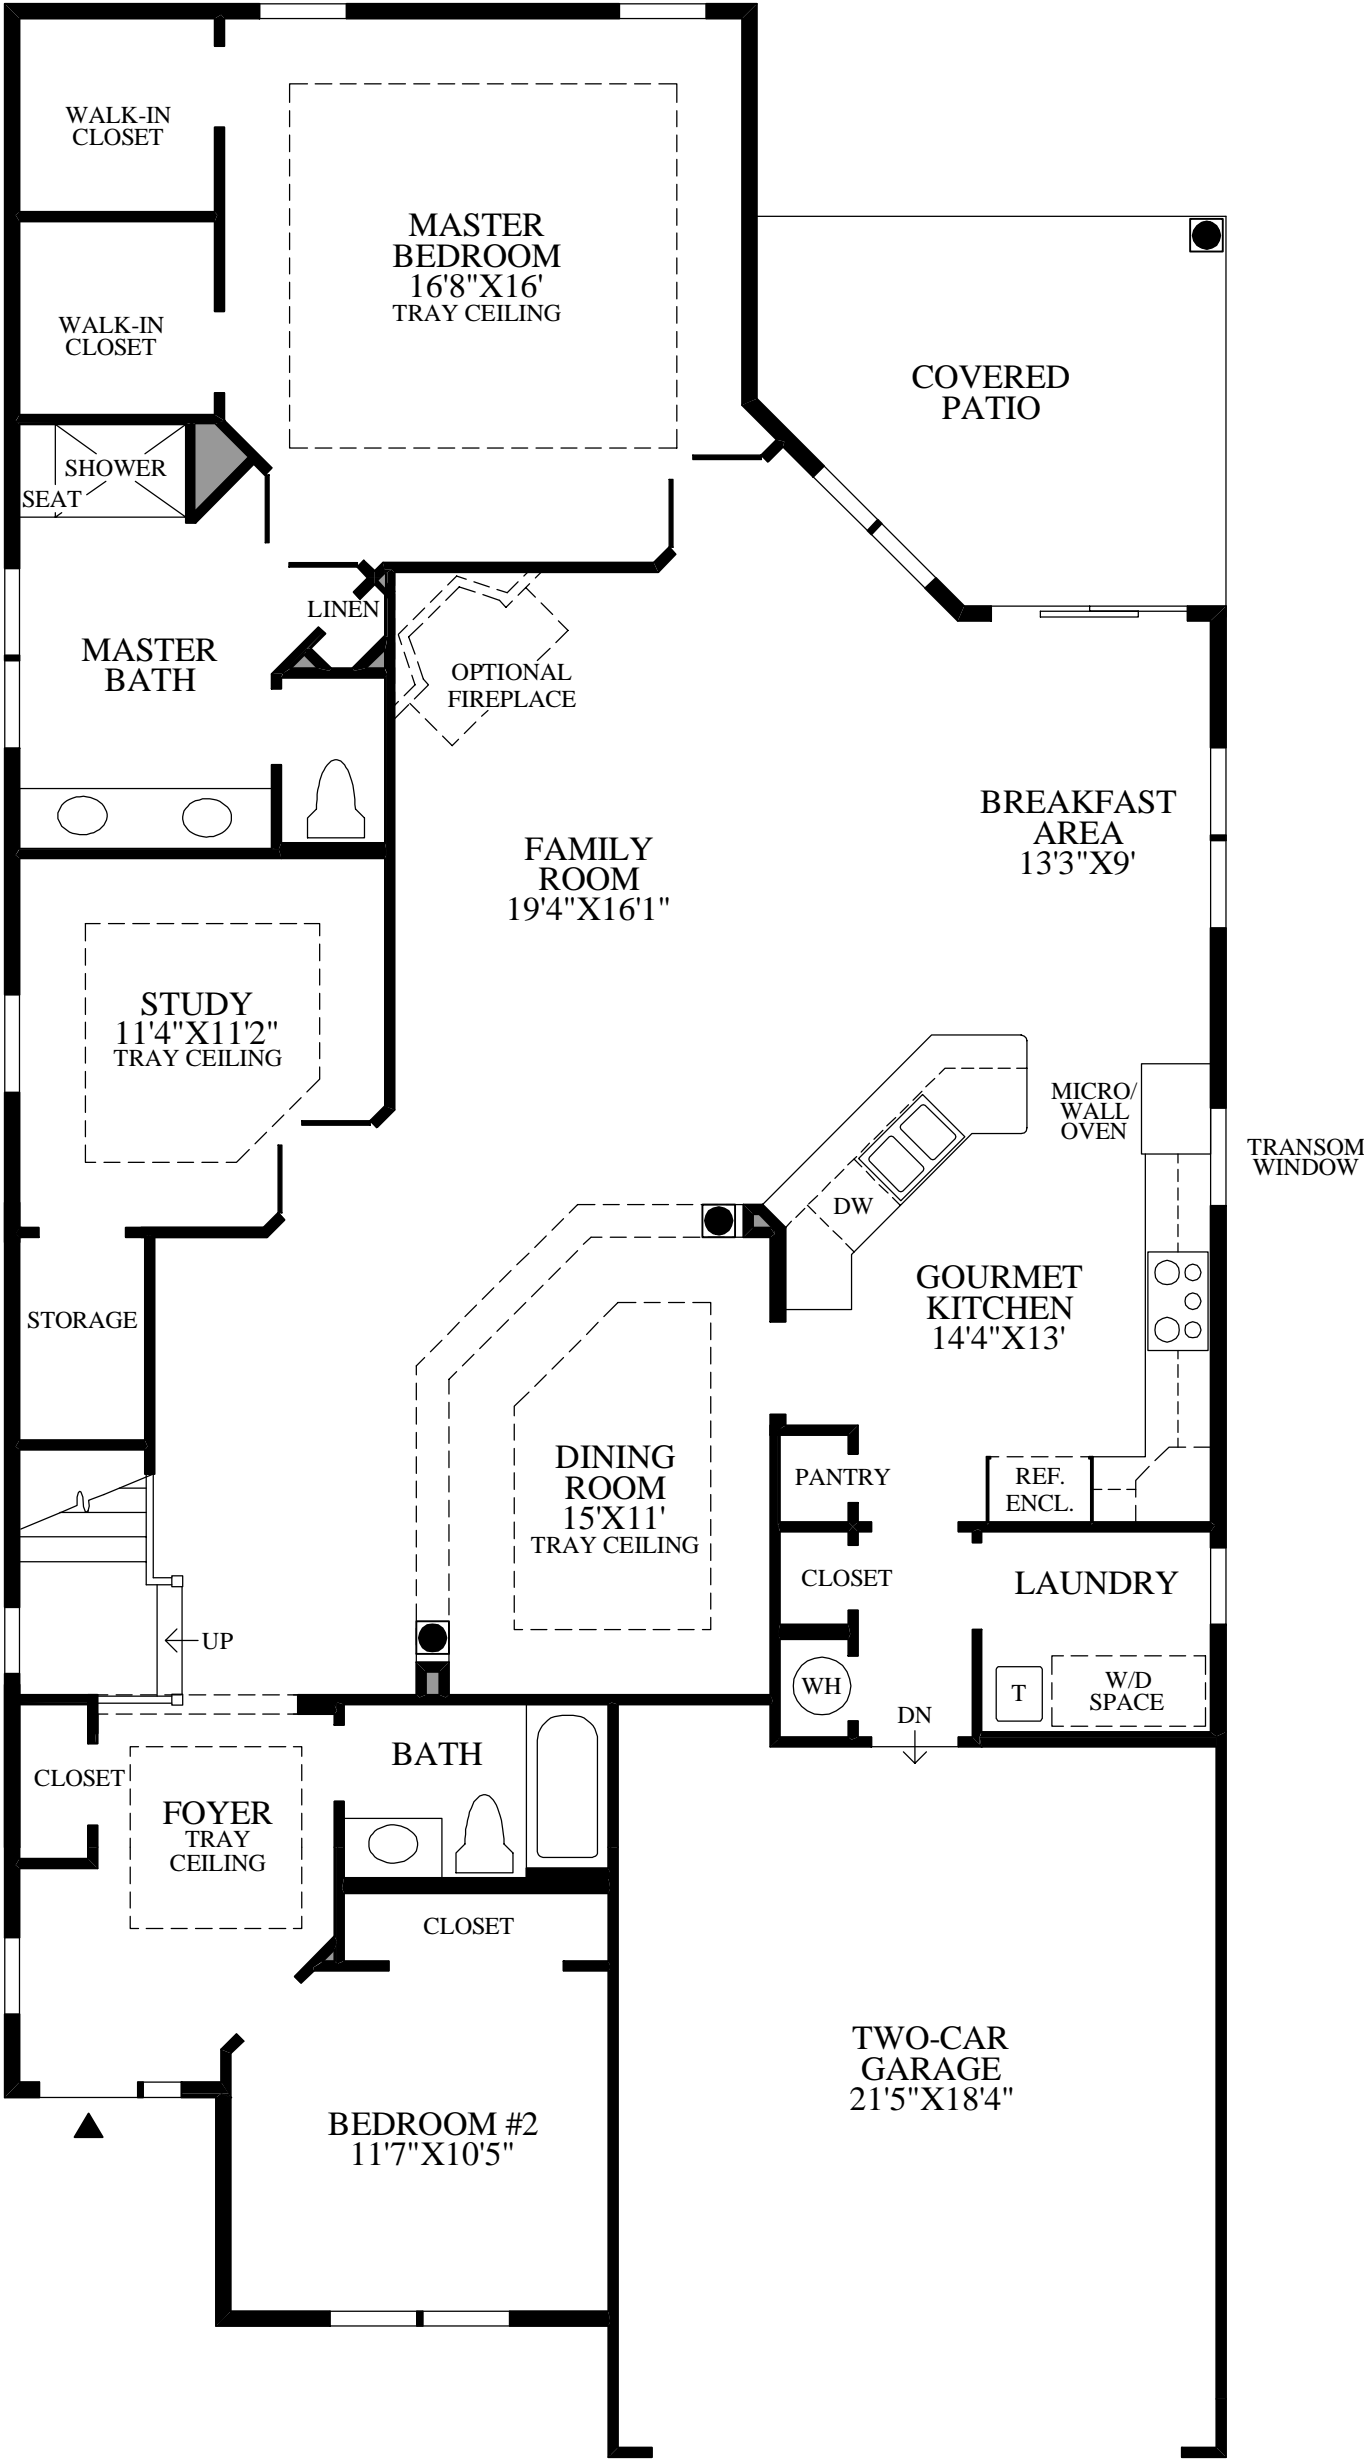 WALK-IN
CLOSET
MASTER
BEDROOM
16'8"X16'
TRAY CEILING
WALK-IN
CLOSET
COVERED
PATIO
SHOWER
SEAT
LINEN
MASTER
BATH
OPTIONAL
FIREPLACE
BREAKFAST
AREA
13'3"X9'
FAMILY
ROOM
19'4"X16'1"
STUDY
11'4"X11'2"
TRAY CEILING
MICRO/
WALL
OVEN
TRANSOM
WINDOW
DW
GOURMET
KITCHEN
14'4"X13'
STORAGE
DINING
ROOM
15'X11'
TRAY CEILING
PANTRY
REF.
ENCL.
CLOSET
LAUNDRY
UP
WH
T
W/D
SPACE
DN
BATH
CLOSET
FOYER
TRAY
CEILING
CLOSET
TWO-CAR
GARAGE
21'5"X18'4"
BEDROOM #2
11'7"X10'5"